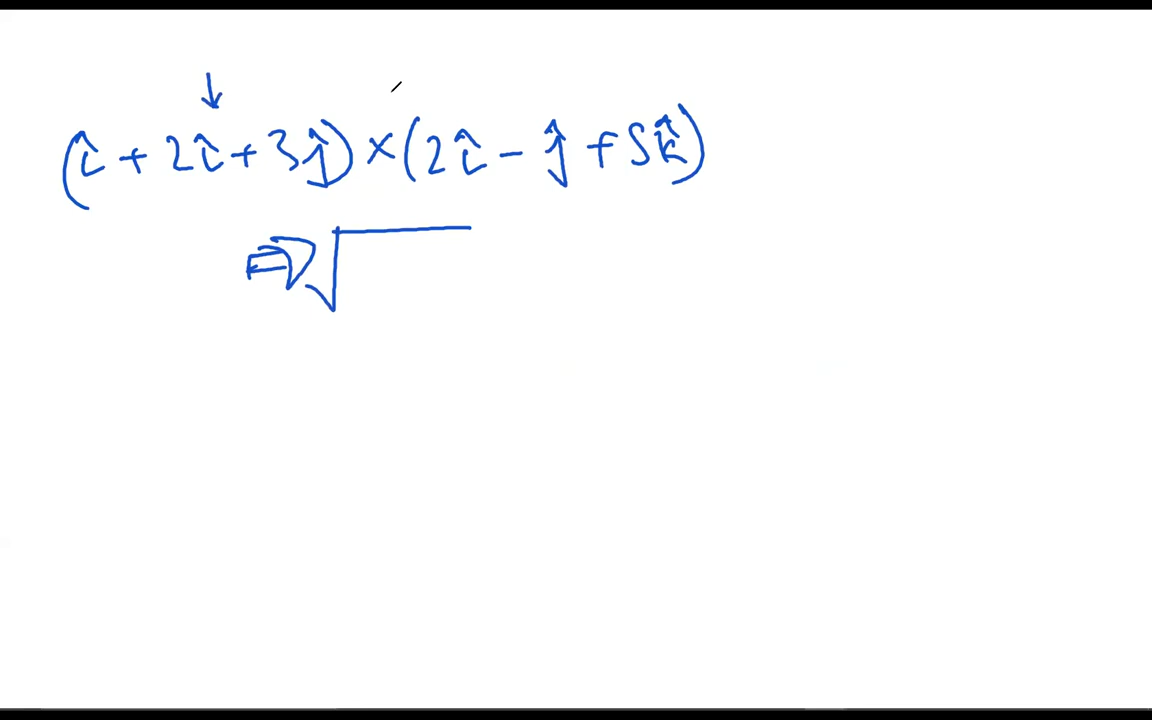 ↓
(î + 2î + 3ĵ) × (2î - ĵ + 5k̂)
⇒ √